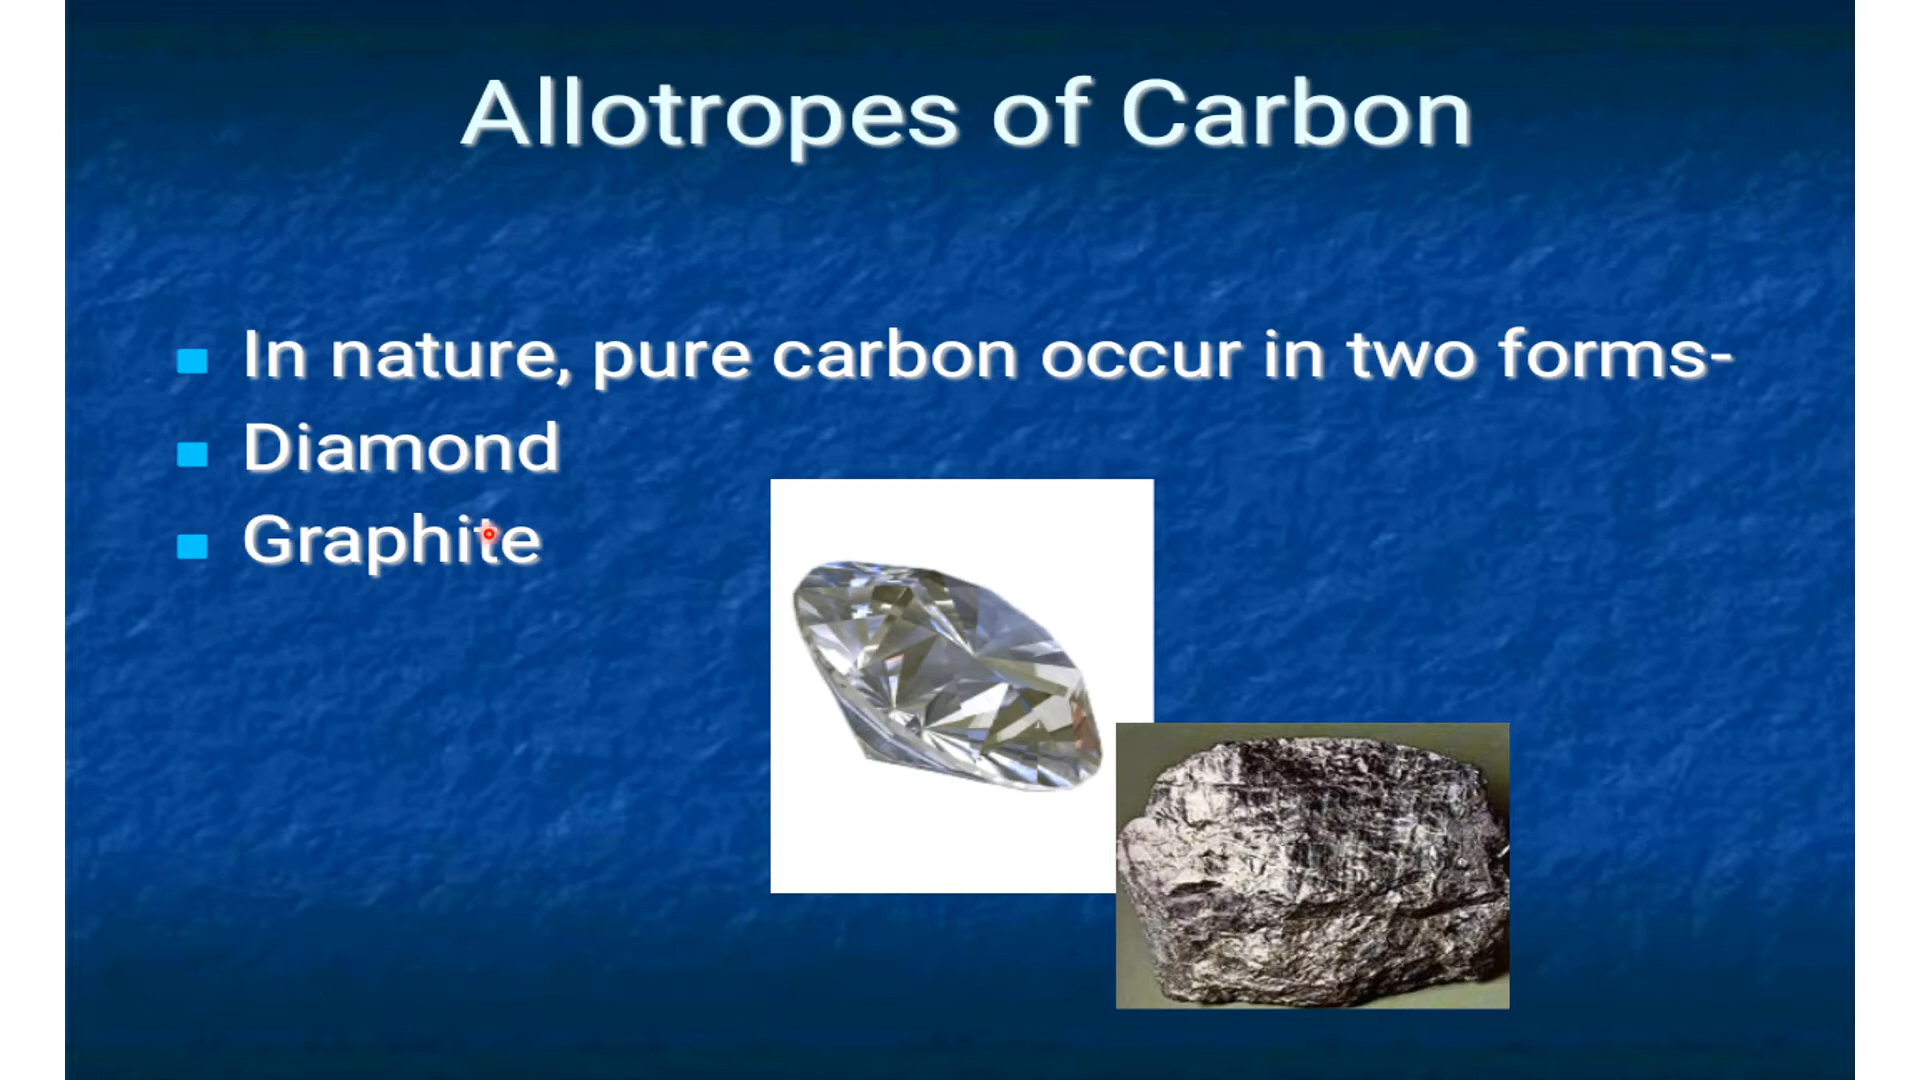 Allotropes of Carbon
In nature, pure carbon occur in two forms-
Diamond
Graphite